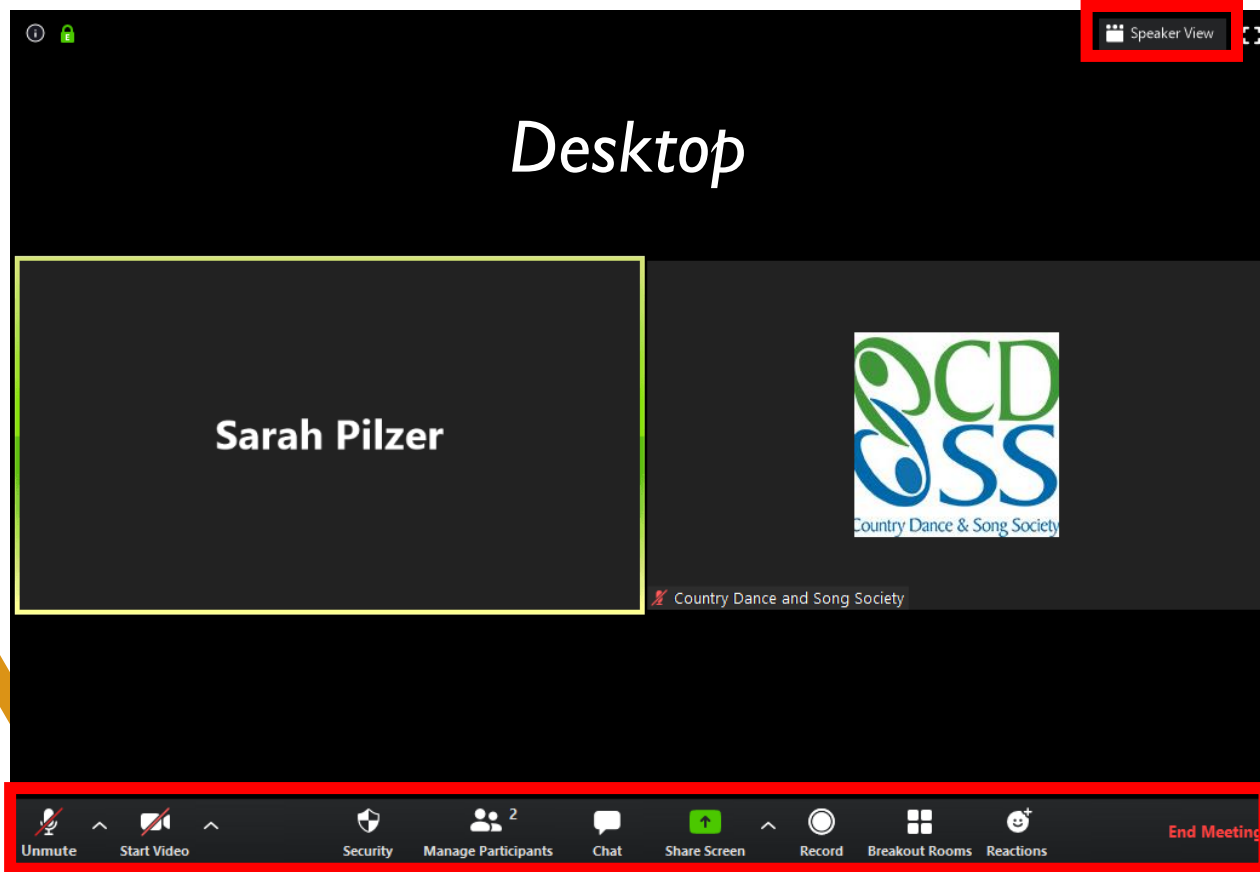 Speaker View
Desktop
Sarah Pilzer
CD
SS
Country Dance & Song Society
Country Dance and Song Society
2
Unmute Start Video Security Manage Participants Chat Share Screen Record Breakout Rooms Reactions End Meeting